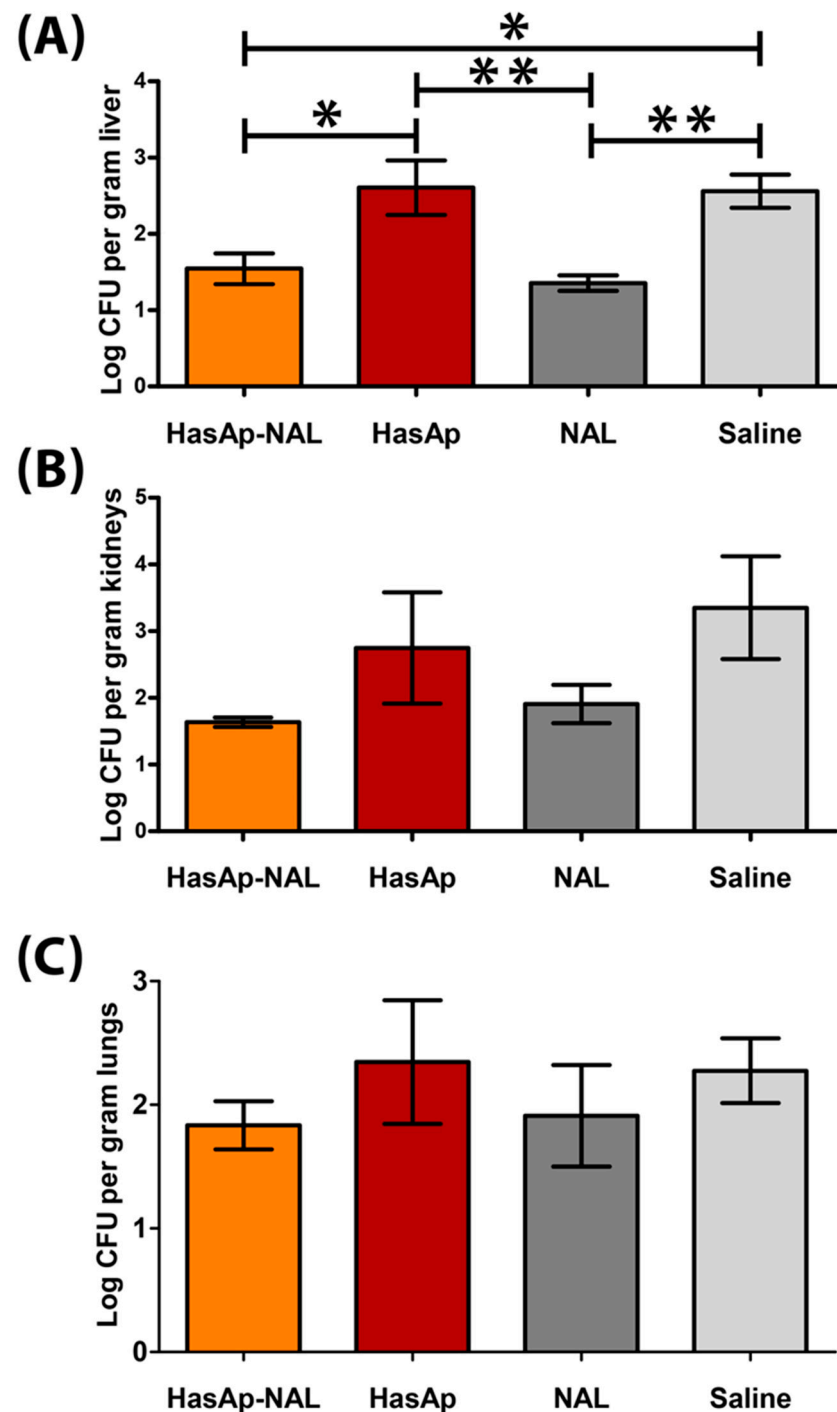 (A)
Log CFU per gram liver
4
3
2
1
0
*
* *
*
* *
HasAp-NAL HasAp NAL Saline
(B)
Log CFU per gram kidneys
5
4
3
2
1
0
HasAp-NAL HasAp NAL Saline
(C)
Log CFU per gram lungs
3
2
1
0
HasAp-NAL HasAp NAL Saline